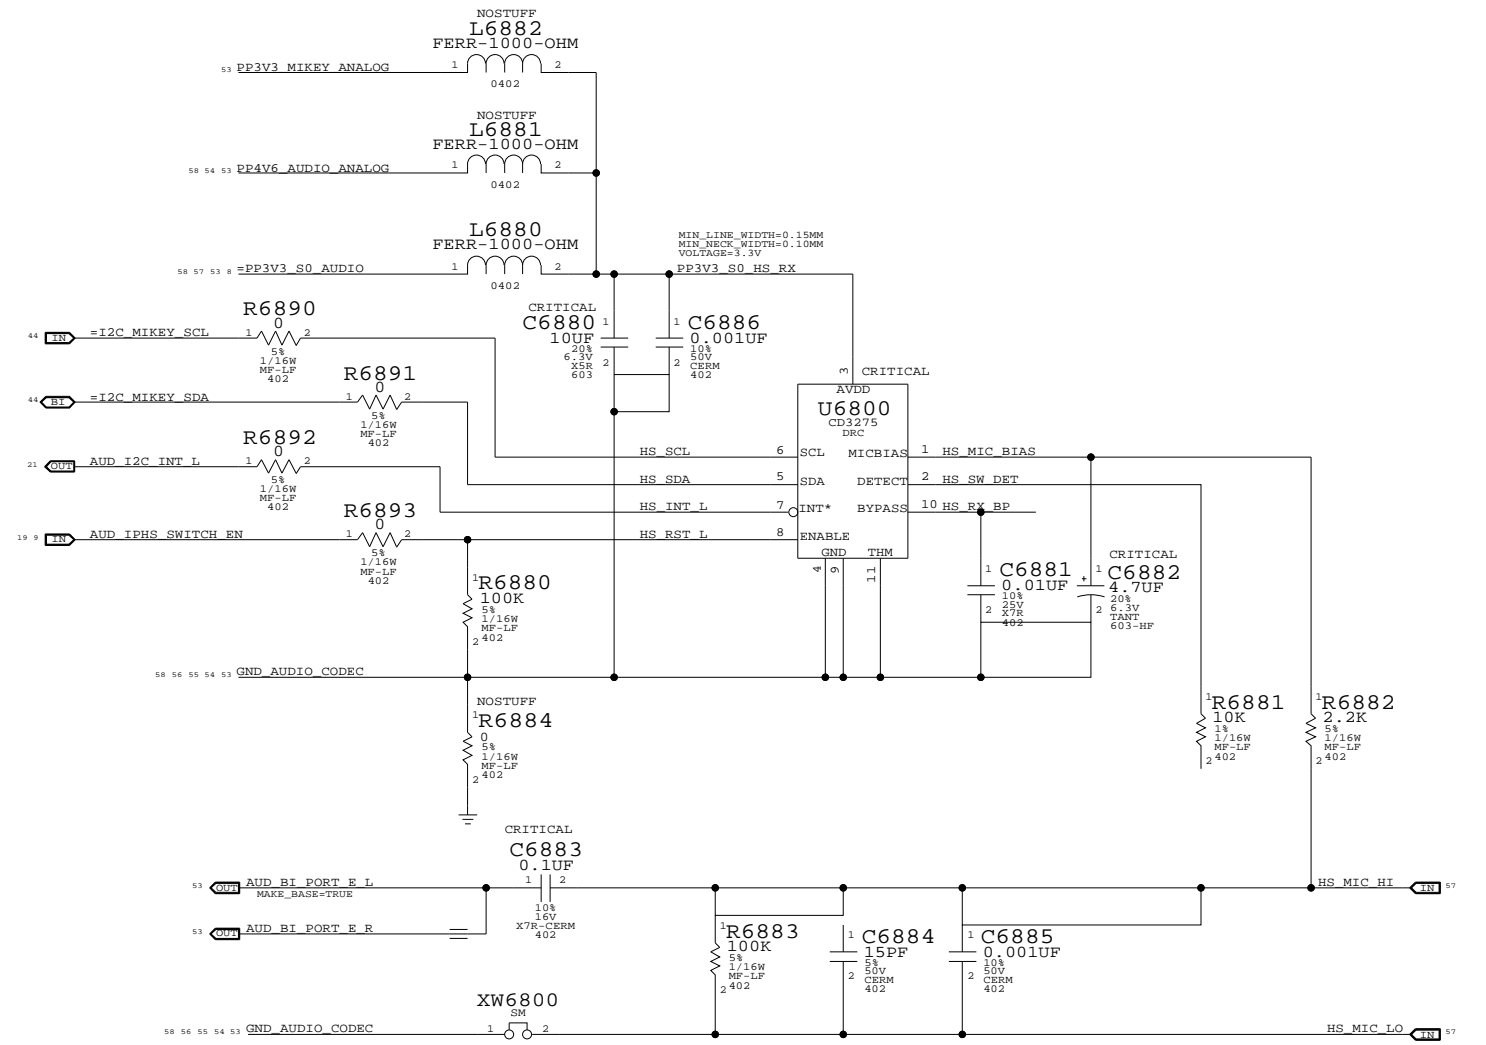 NOSTUFF
L6882
FERR-1000-OHM
53 PP3V3_MIKEY_ANALOG
1 2
0402
NOSTUFF
L6881
FERR-1000-OHM
58 54 53 PP4V6_AUDIO_ANALOG
1 2
0402
L6880
FERR-1000-OHM
58 57 53 8 =PP3V3_S0_AUDIO
1 2
0402
MIN_LINE_WIDTH=0.15MM
MIN_NECK_WIDTH=0.10MM
VOLTAGE=3.3V
PP3V3_S0_HS_RX
R6890
0
44 IN =I2C_MIKEY_SCL
1 2
5%
1/16W
MF-LF
402
CRITICAL
C6880
10UF
20%
6.3V
X5R
603
1
2
C6886
0.001UF
10%
50V
CERM
402
1
2
R6891
0
44 BI =I2C_MIKEY_SDA
1 2
5%
1/16W
MF-LF
402
3 CRITICAL
AVDD
U6800
CD3275
DRC
R6892
0
21 OUT AUD_I2C_INT_L
1 2
5%
1/16W
MF-LF
402
HS_SCL 6 SCL
MICBIAS 1 HS_MIC_BIAS
HS_SDA 5 SDA
DETECT 2 HS_SW_DET
HS_INT_L 7 INT*
BYPASS 10 HS_RX_BP
R6893
0
19 9 IN AUD_IPHS_SWITCH_EN
1 2
5%
1/16W
MF-LF
402
HS_RST_L 8 ENABLE
GND THM
4 9 11
1
R6880
100K
5%
1/16W
MF-LF
402
2
1
C6881
0.01UF
10%
25V
X7R
402
2
CRITICAL
+ 1
C6882
4.7UF
20%
6.3V
TANT
603-HF
2
58 56 55 54 53 GND_AUDIO_CODEC
NOSTUFF
1
R6884
0
5%
1/16W
MF-LF
402
2
1
R6881
10K
1%
1/16W
MF-LF
402
2
1
R6882
2.2K
5%
1/16W
MF-LF
402
2
CRITICAL
C6883
0.1UF
1 2
10%
16V
X7R-CERM
402
53 OUT AUD_BI_PORT_E_L
MAKE_BASE=TRUE
HS_MIC_HI IN 57
53 OUT AUD_BI_PORT_E_R
1
R6883
100K
5%
1/16W
MF-LF
402
2
1
C6884
15PF
5%
50V
CERM
402
2
1
C6885
0.001UF
10%
50V
CERM
402
2
XW6800
SM
58 56 55 54 53 GND_AUDIO_CODEC
1 2
HS_MIC_LO IN 57